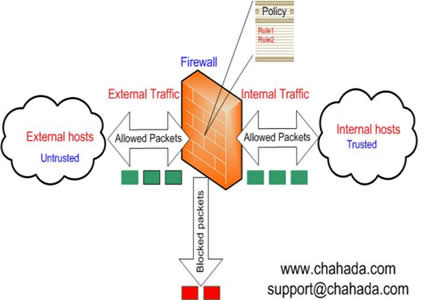 Policy
Rule1
Rule2
Firewall
External Traffic
Internal Traffic
External hosts
Untrusted
Allowed Packets
Allowed Packets
Internal hosts
Trusted
Blocked packets
www.chahada.com
support@chahada.com